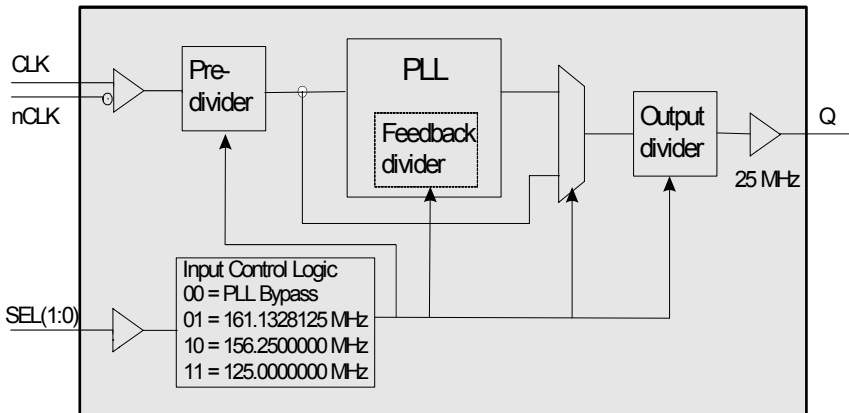 CLK
nCLK
Pre-
divider
PLL
Feedback
divider
Output
divider
Q
25 MHz
SEL(1:0)
Input Control Logic
00 = PLL Bypass
01 = 161.1328125 MHz
10 = 156.2500000 MHz
11 = 125.0000000 MHz